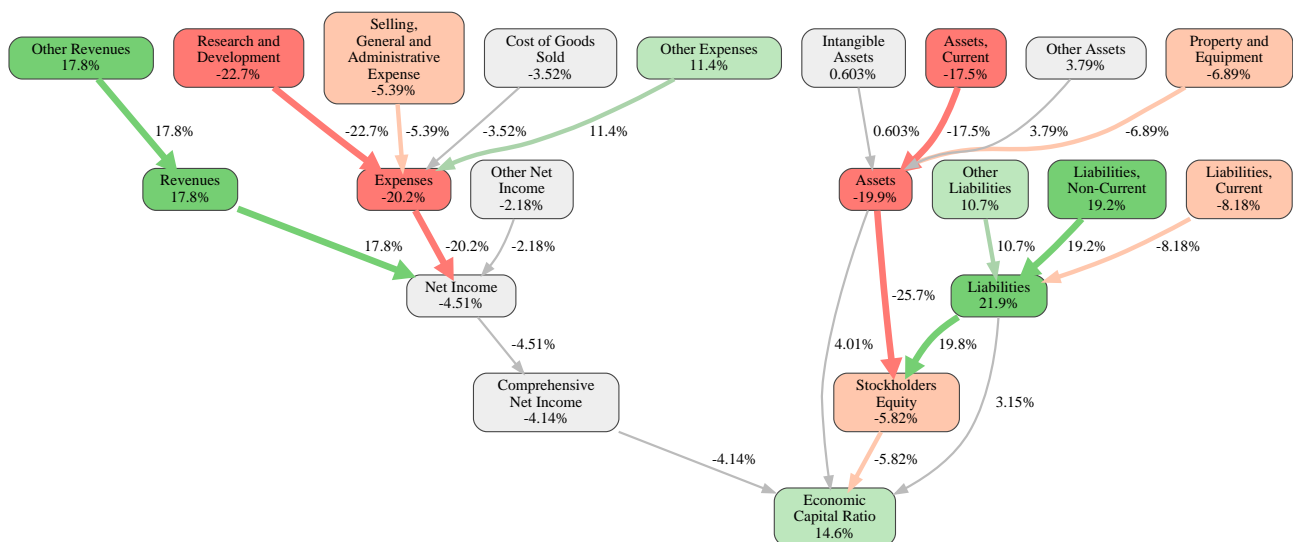 Other Revenues
17.8%
Research and
Development
-22.7%
Selling,
General and
Administrative
Expense
-5.39%
Cost of Goods
Sold
-3.52%
Other Expenses
11.4%
Intangible
Assets
0.603%
Assets,
Current
-17.5%
Other Assets
3.79%
Property and
Equipment
-6.89%
17.8%
-22.7%
-5.39%
-3.52%
11.4%
0.603%
-17.5%
3.79%
-6.89%
Revenues
17.8%
Expenses
-20.2%
Other Net
Income
-2.18%
Assets
-19.9%
Other
Liabilities
10.7%
Liabilities,
Non-Current
19.2%
Liabilities,
Current
-8.18%
17.8%
-20.2%
-2.18%
10.7%
19.2%
-8.18%
Net Income
-4.51%
-25.7%
Liabilities
21.9%
-4.51%
4.01%
19.8%
Comprehensive
Net Income
-4.14%
Stockholders
Equity
-5.82%
3.15%
-4.14%
-5.82%
Economic
Capital Ratio
14.6%